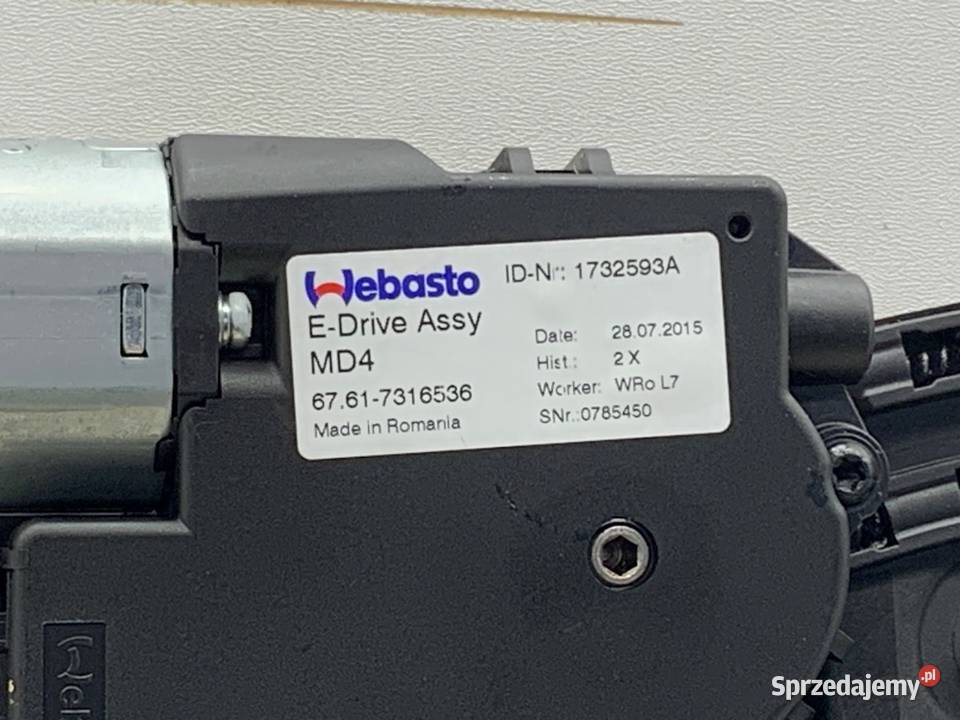 Webasto
E-Drive Assy
MD4
67.61-7316536
Made in Romania
ID-Nr: 1732593A
Date: 28.07.2015
Hist.: 2 X
Worker: WRo L7
SNr.:0785450
Sprzedajemy.pl